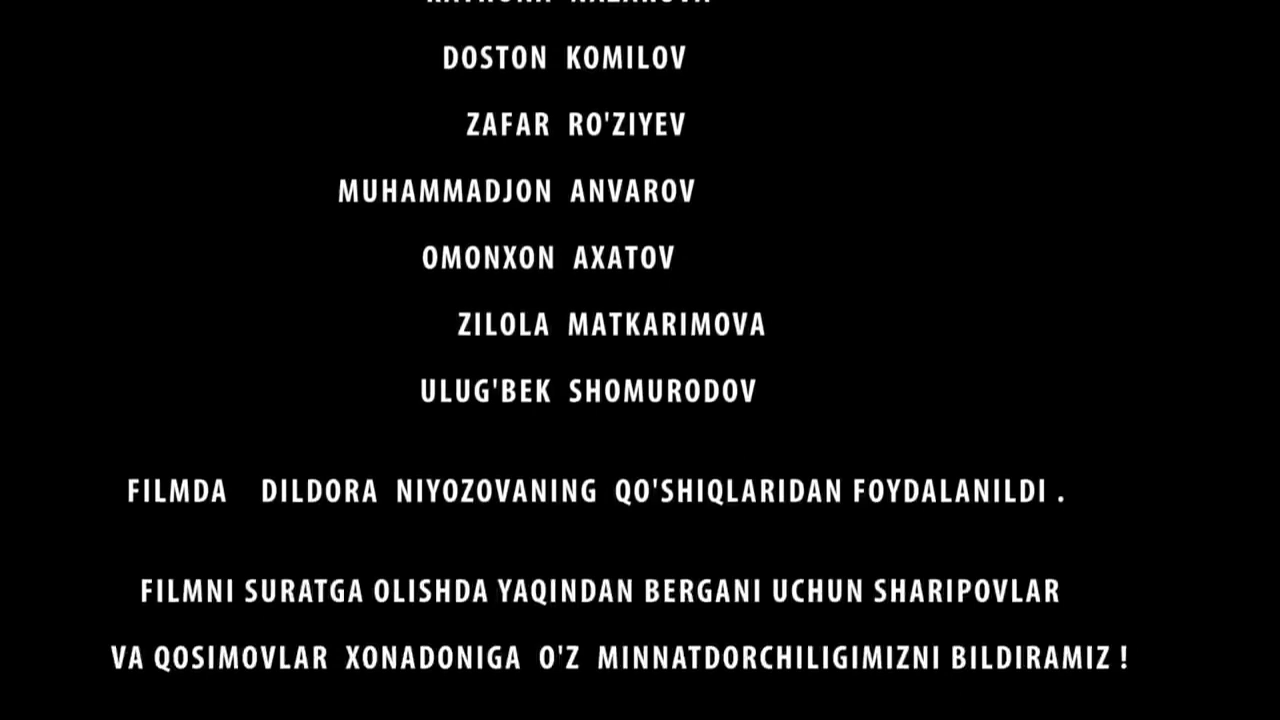 DOSTON KOMILOV
ZAFAR RO'ZIYEV
MUHAMMADJON ANVAROV
OMONXON AXATOV
ZILOLA MATKARIMOVA
ULUG'BEK SHOMURODOV
FILMDA DILDORA NIYOZOVANING QO'SHIQLARIDAN FOYDALANILDI .
FILMNI SURATGA OLISHDA YAQINDAN BERGANI UCHUN SHARIPOVLAR
VA QOSIMOVLAR XONADONIGA O'Z MINNATDORCHILIGIMIZNI BILDIRAMIZ !